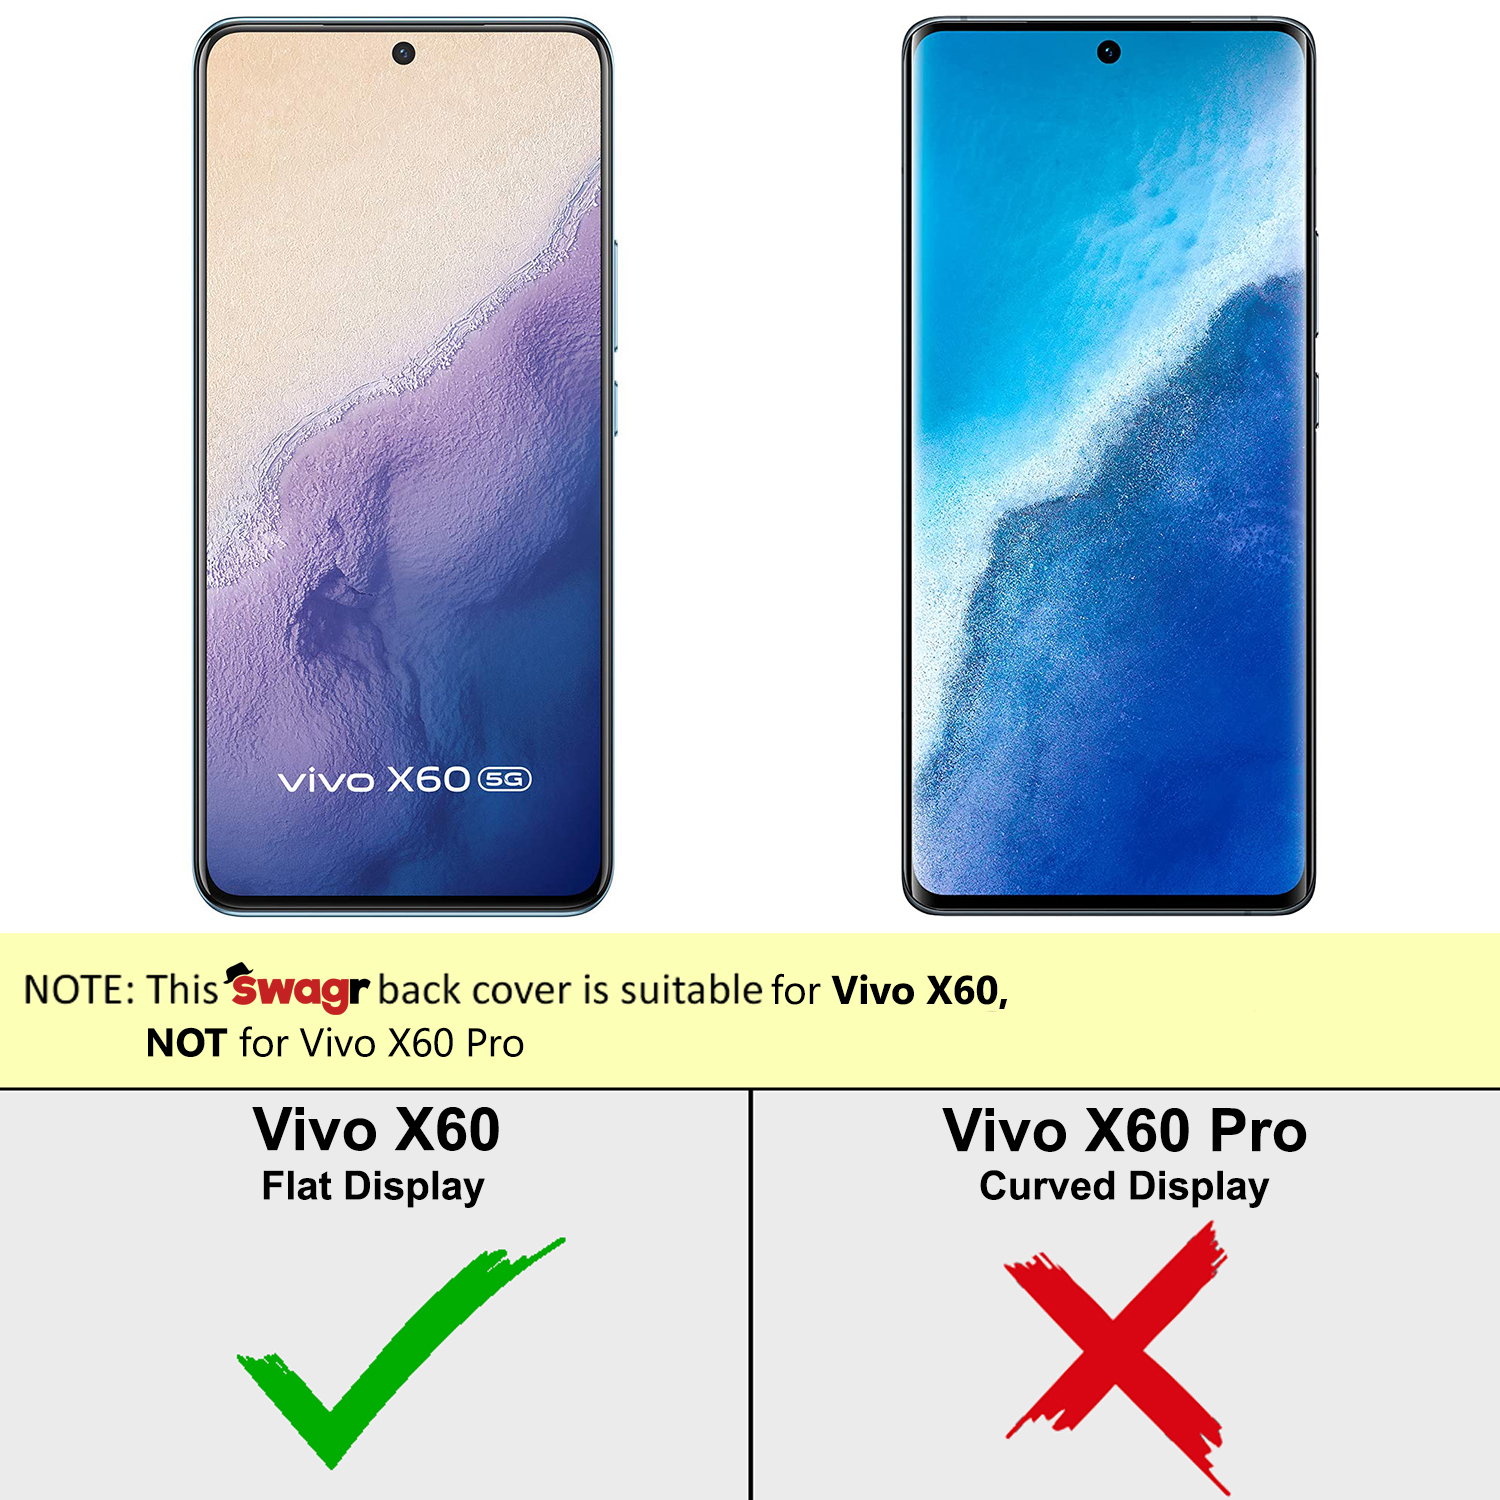 vivo X60 5G
NOTE: This Swagr back cover is suitable for Vivo X60,
NOT for Vivo X60 Pro
Vivo X60
Flat Display
Vivo X60 Pro
Curved Display